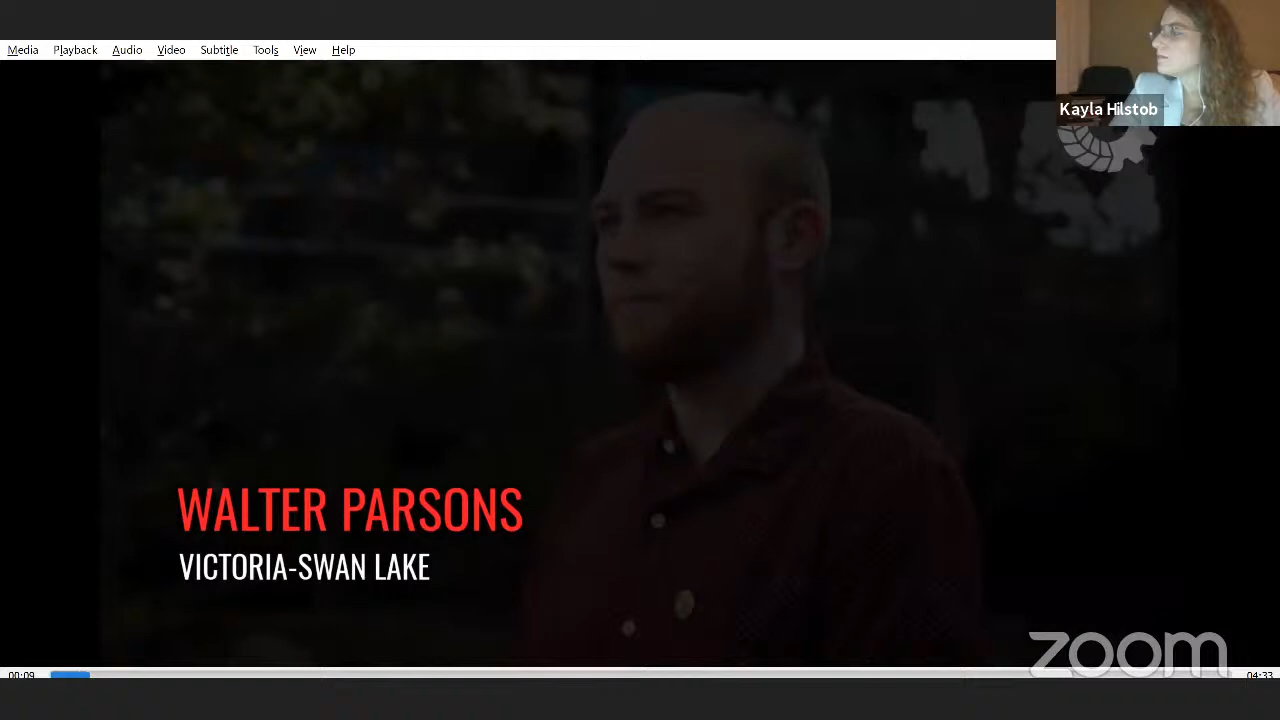 Media Playback Audio Video Subtitle Tools View Help
Kayla Hilstob
WALTER PARSONS
VICTORIA-SWAN LAKE
zoom
00:09 04:33